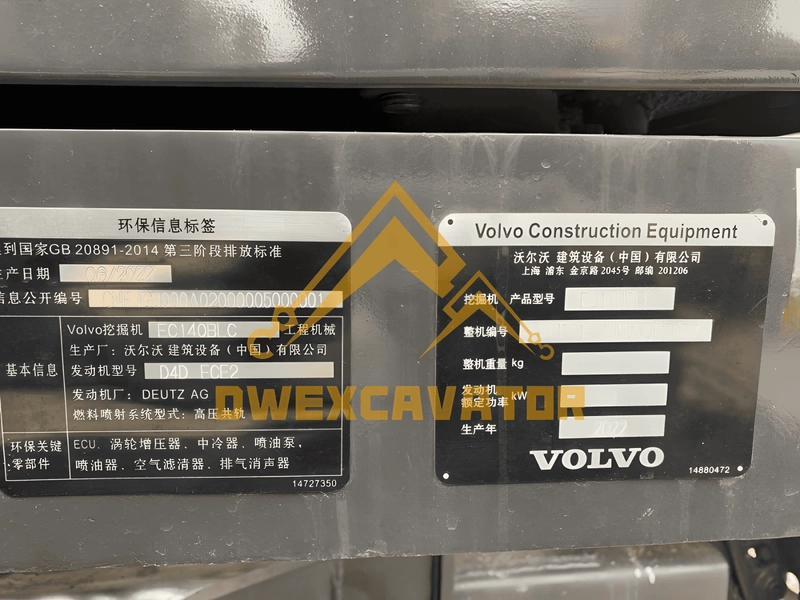 环保信息标签
到国家GB 20891-2014 第三阶段排放标准
生产日期 06/2022
信息公开编号
基本信息
Volvo挖掘机 EC140BLC 工程机械
生产厂: 沃尔沃 建筑设备(中国)有限公司
发动机型号 D4D ECE2
发动机厂: DEUTZ AG
燃料喷射系统型式: 高压共轨
环保关键零部件
ECU、涡轮增压器、中冷器、喷油泵、
喷油器、空气滤清器、排气消声器
14727350
Volvo Construction Equipment
沃尔沃 建筑设备(中国)有限公司
上海 浦东 金京路 2045号 邮编 201206
挖掘机 产品型号
整机编号
整机重量 kg
发动机
额定功率 kW
生产年 2022
VOLVO
14880472
DWEXCAVATOR